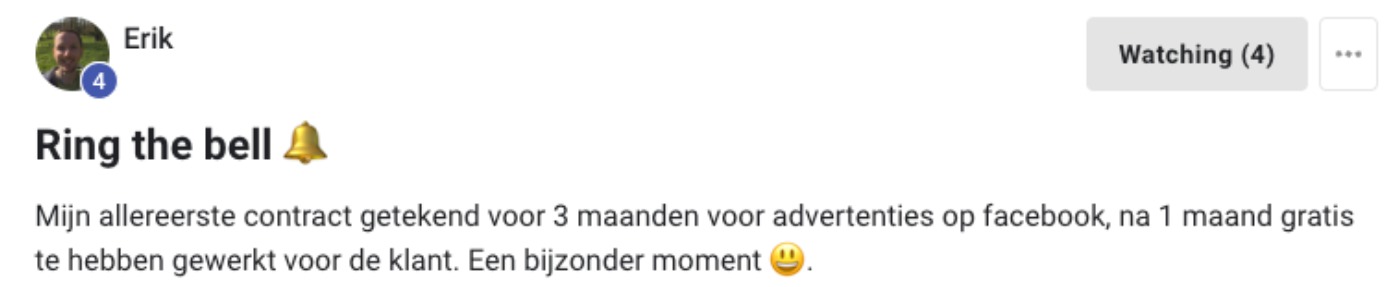 Erik
4
Watching (4)
Ring the bell 🔔
Mijn allereerste contract getekend voor 3 maanden voor advertenties op facebook, na 1 maand gratis
te hebben gewerkt voor de klant. Een bijzonder moment 😃.